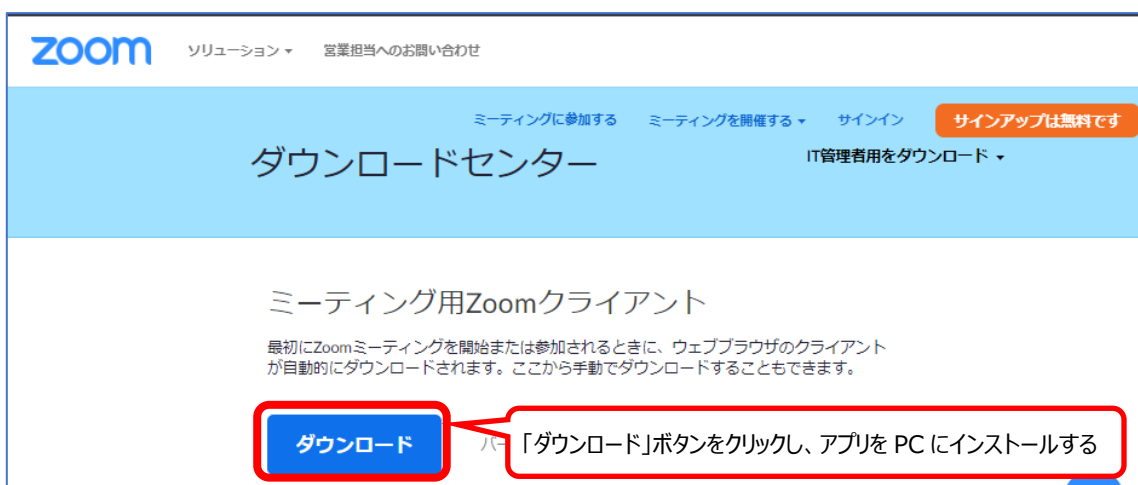 zoom ソリューション ▾ 営業担当へのお問い合わせ
ミーティングに参加する ミーティングを開催する ▾ サインイン サインアップは無料です
ダウンロードセンター IT管理者用をダウンロード ▾
ミーティング用Zoomクライアント
最初にZoomミーティングを開始または参加されるときに、ウェブブラウザのクライアント
が自動的にダウンロードされます。ここから手動でダウンロードすることもできます。
ダウンロード
「ダウンロード」ボタンをクリックし、アプリを PC にインストールする